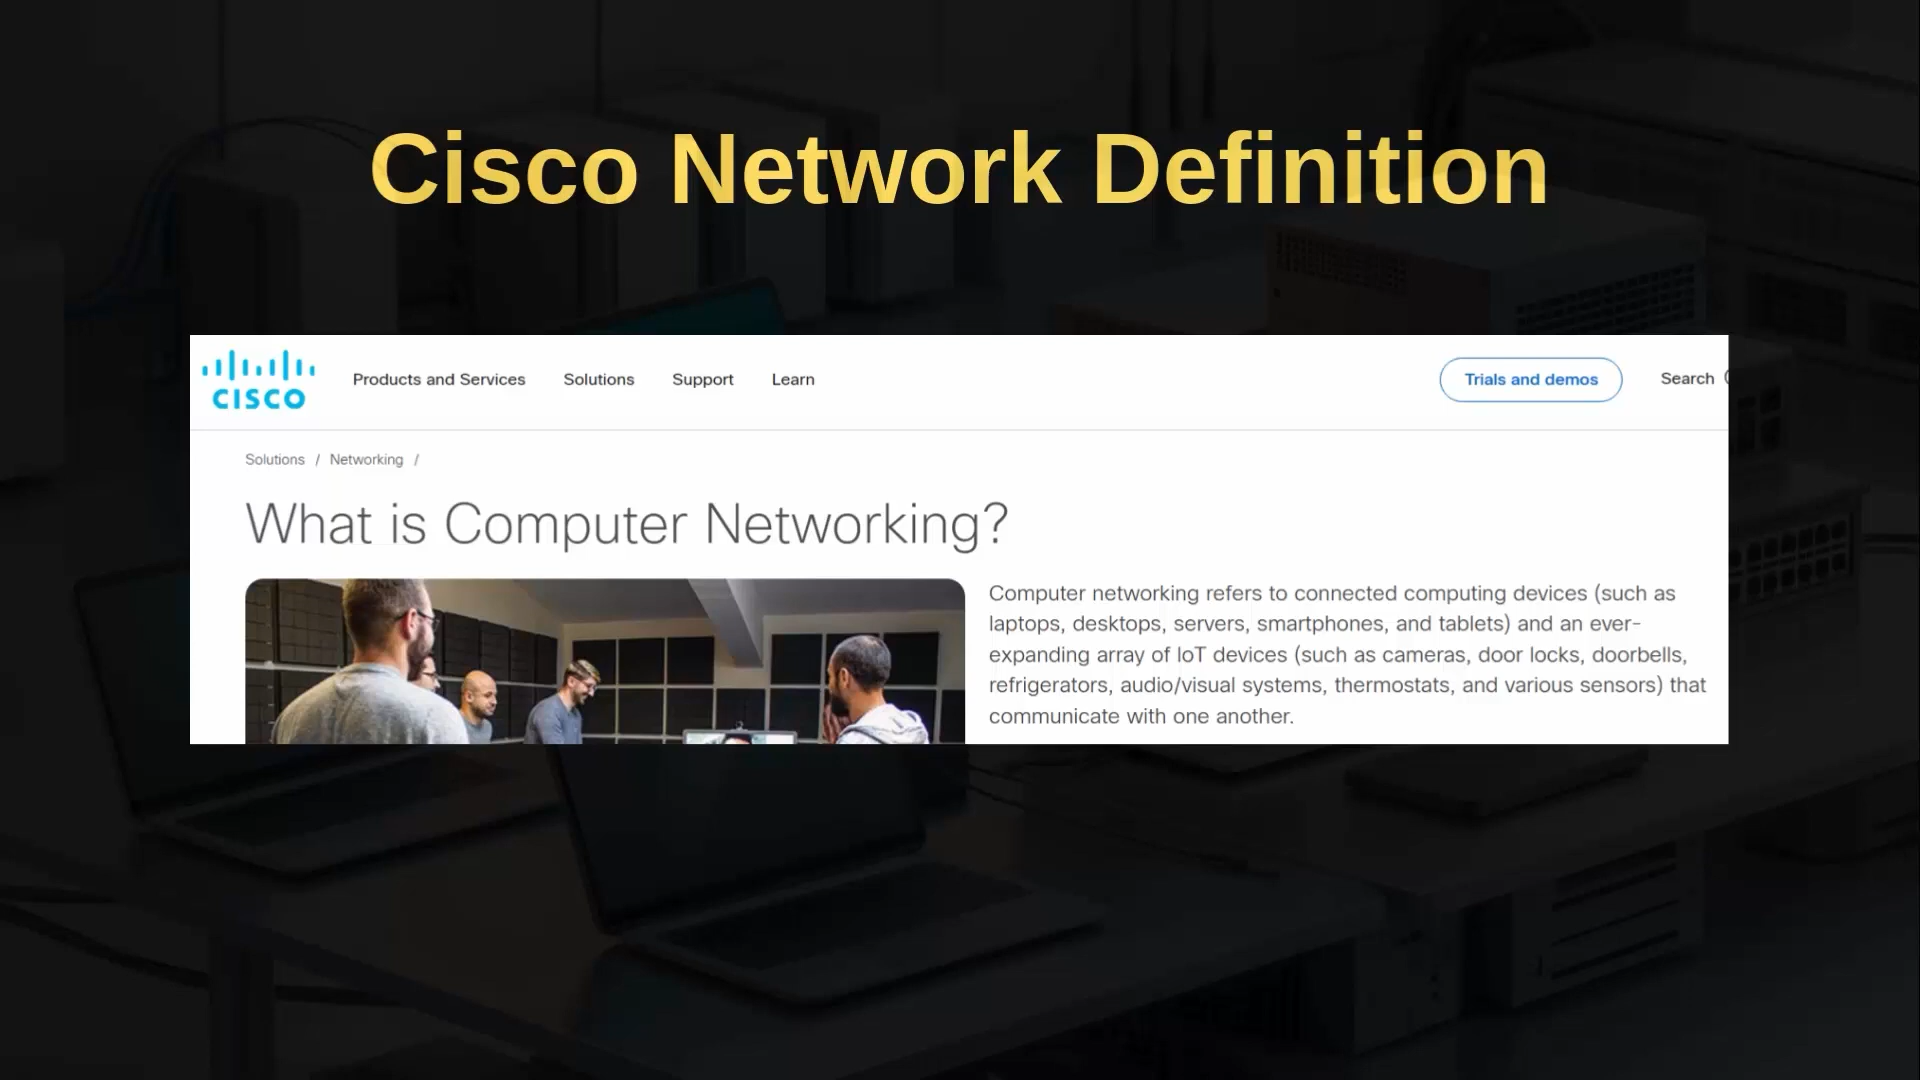 Cisco Network Definition
CISCO
Products and Services
Solutions
Support
Learn
Trials and demos
Search
Solutions / Networking /
What is Computer Networking?
Computer networking refers to connected computing devices (such as
laptops, desktops, servers, smartphones, and tablets) and an ever-
expanding array of IoT devices (such as cameras, door locks, doorbells,
refrigerators, audio/visual systems, thermostats, and various sensors) that
communicate with one another.